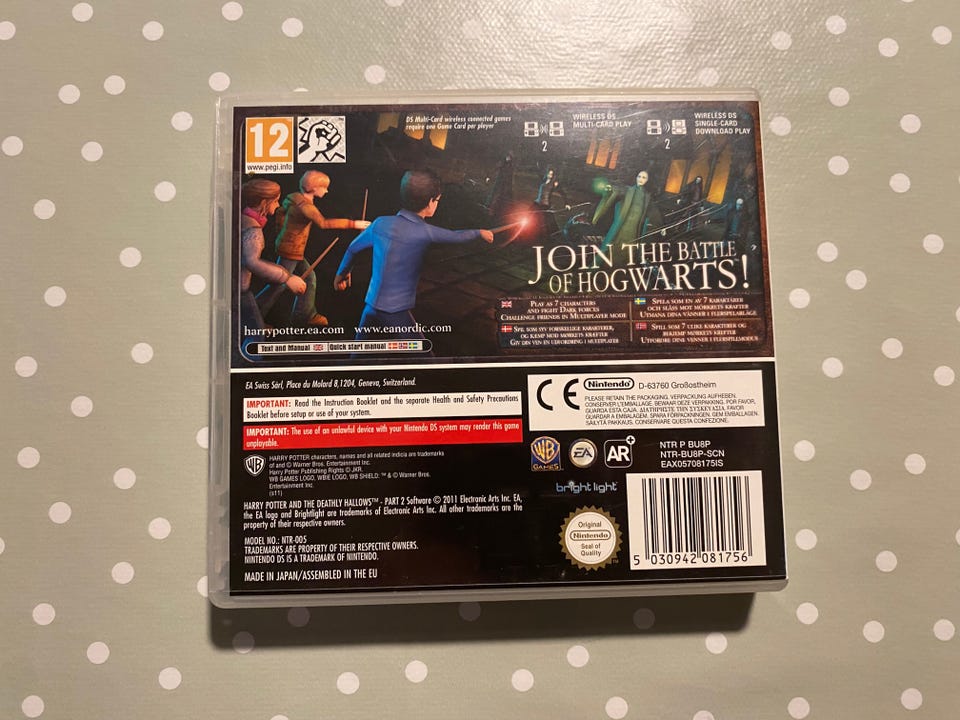 12
www.pegi.info
DS Multi-Card wireless connected games
require one Game Card per player
WIRELESS DS
MULTI-CARD PLAY
2
WIRELESS DS
SINGLE-CARD
DOWNLOAD PLAY
2
JOIN THE BATTLE
OF HOGWARTS!
PLAY AS 7 CHARACTERS
AND FIGHT DARK FORCES
CHALLENGE FRIENDS IN MULTIPLAYER MODE
SPELA SOM EN AV 7 KARAKTÄRER
OCH SLÅSS MOT MÖRKRETS KRAFTER
UTMANA DINA VÄNNER I FLERSPELARLÄGE
SPIL SOM SYV FORSKELLIGE KARAKTERER,
OG KÆMP MOD MØRKETS KRÆFTER
GIV DIN VEN EN UDFORDRING I MULTIPLAYER
SPILL SOM 7 ULIKE KARAKTERER OG
BEKJEMP MØRKETS KREFTER
UTFORDRE DINE VENNER I FLERSPILLMODUS
harrypotter.ea.com www.eanordic.com
Text and Manual
Quick start manual
EA Swiss Sàrl, Place du Molard 8,1204, Geneva, Switzerland.
IMPORTANT: Read the Instruction Booklet and the separate Health and Safety Precautions
Booklet before setup or use of your system.
IMPORTANT: The use of an unlawful device with your Nintendo DS system may render this game
unplayable.
HARRY POTTER characters, names and all related indicia are trademarks
of and © Warner Bros. Entertainment Inc.
Harry Potter Publishing Rights © JKR.
WB GAMES LOGO, WBIE LOGO, WB SHIELD: ™ & © Warner Bros.
Entertainment Inc.
(s11)
HARRY POTTER AND THE DEATHLY HALLOWS™ - PART 2 Software © 2011 Electronic Arts Inc. EA,
the EA logo and Brightlight are trademarks of Electronic Arts Inc. All other trademarks are the
property of their respective owners.
MODEL NO.: NTR-005
TRADEMARKS ARE PROPERTY OF THEIR RESPECTIVE OWNERS.
NINTENDO DS IS A TRADEMARK OF NINTENDO.
MADE IN JAPAN/ASSEMBLED IN THE EU
CE
Nintendo
D-63760 Großostheim
PLEASE RETAIN THE PACKAGING. VERPACKUNG AUFHEBEN.
CONSERVER L'EMBALLAGE. BEWAAR DEZE VERPAKKING. POR FAVOR,
GUARDA ESTA CAJA. ΔΙΑΤΗΡΗΣΤΕ ΤΗΝ ΣΥΣΚΕΥΑΣΙΑ. FAVOR
GUARDAR A EMBALAGEM. SPARA FÖRPACKNINGEN. GEM EMBALLAGEN.
SÄILYTÄ PAKKAUS. CONSERVARE QUESTA CONFEZIONE.
WB
GAMES
EA
AR+
NTR P BU8P
NTR-BU8P-SCN
EAX05708175IS
bright light
Original
Nintendo
Seal of
Quality
5 030942 081756